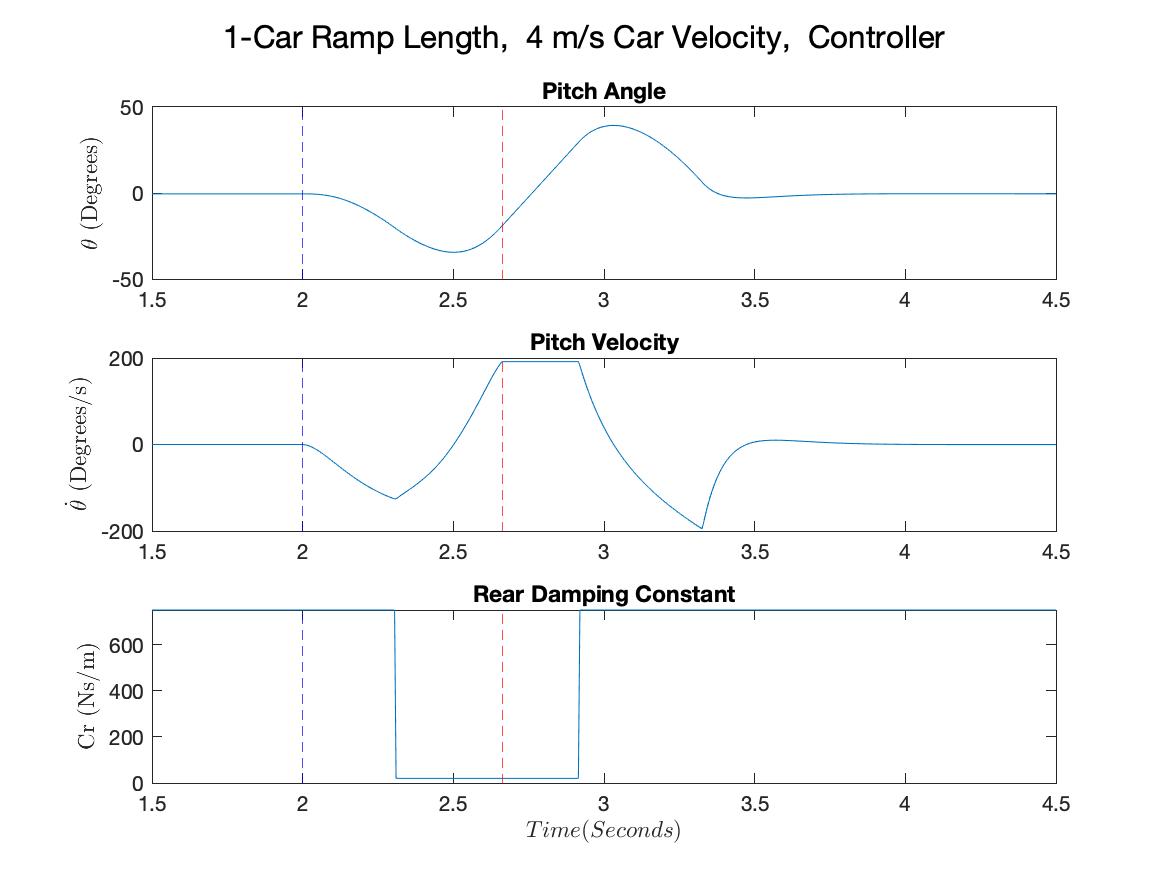 1-Car Ramp Length,  4 m/s Car Velocity,  Controller
Pitch Angle
θ (Degrees)
50
0
-50
1.5 2 2.5 3 3.5 4 4.5
Pitch Velocity
θ̇ (Degrees/s)
200
0
-200
1.5 2 2.5 3 3.5 4 4.5
Rear Damping Constant
Cr (Ns/m)
600
400
200
0
1.5 2 2.5 3 3.5 4 4.5
Time(Seconds)